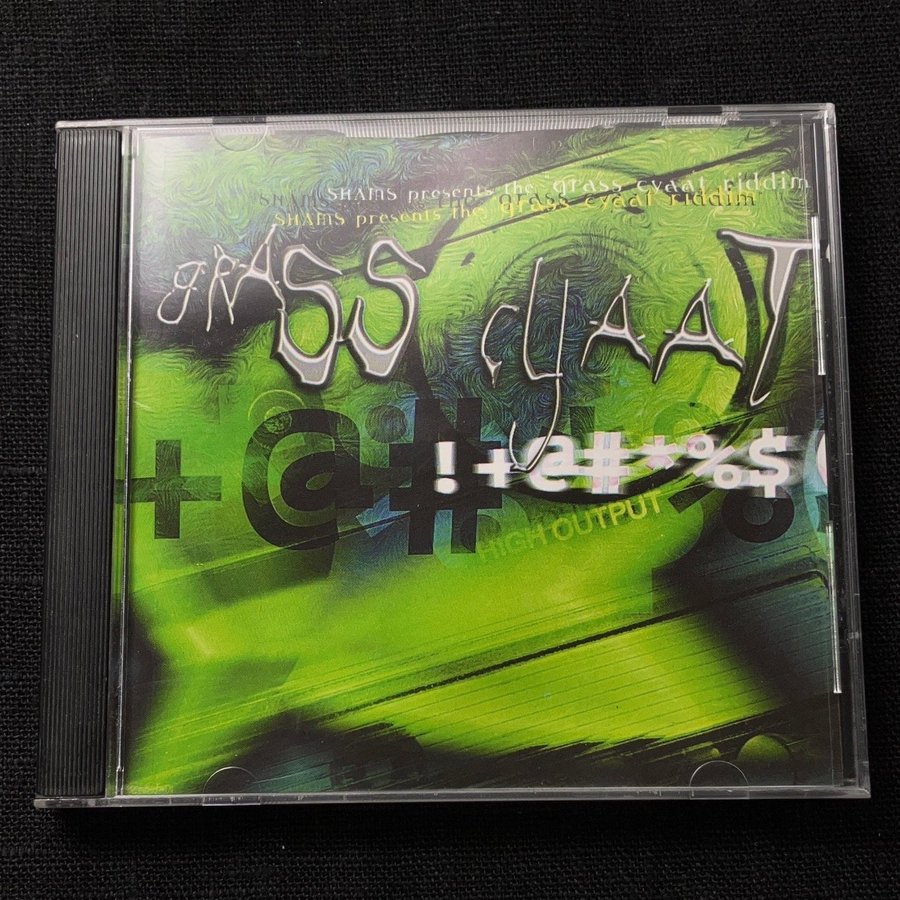 SHAMS presents the "grass cyaat riddim
SHAMS presents the "grass cyaat riddim"
grASS cyAAT
+@#
!+@#*%$(
HIGH OUTPUT